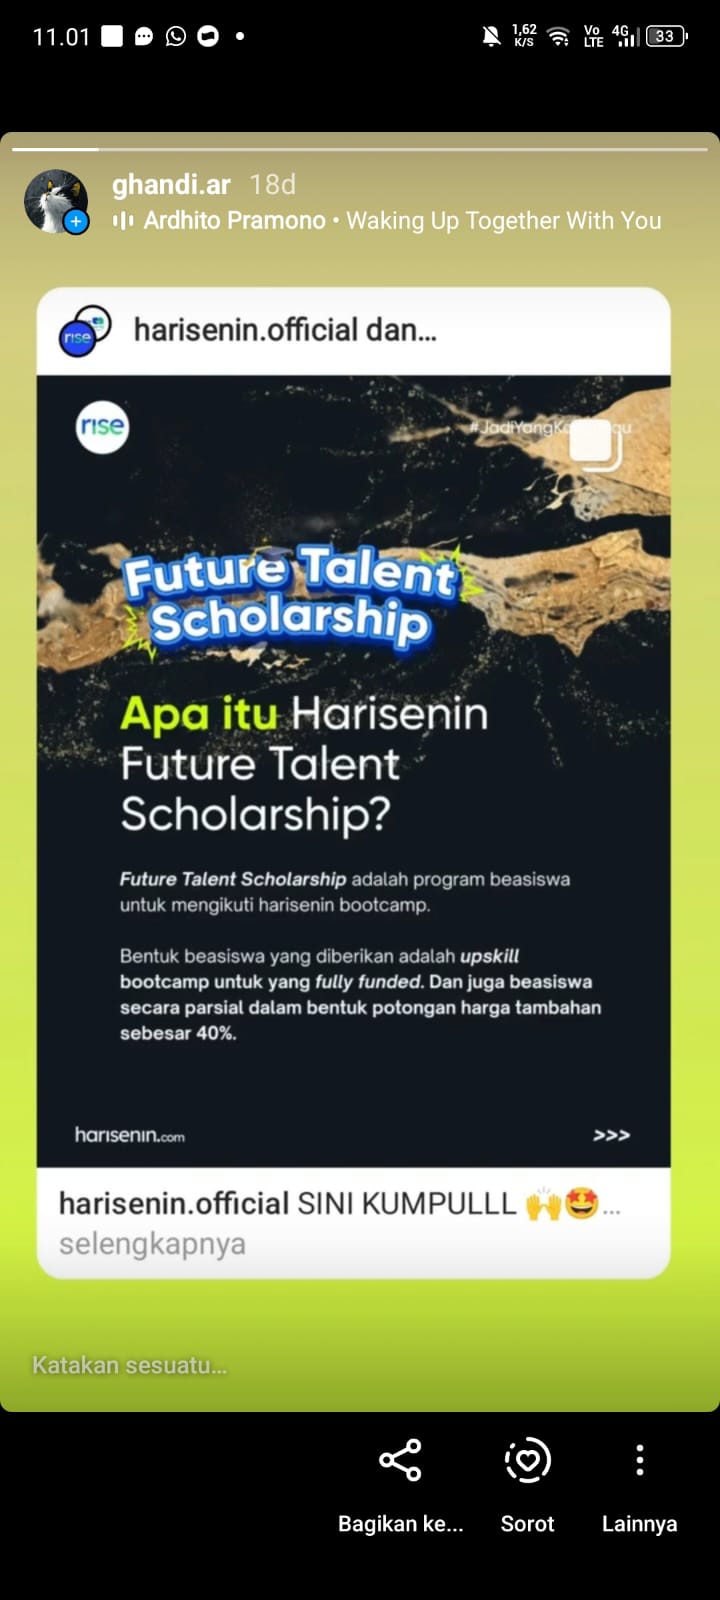 11.01
1,62
K/S
Vo
LTE
4G
33
ghandi.ar 18d
Ardhito Pramono • Waking Up Together With You
rise
harisenin.official dan...
rise
Future Talent
Scholarship
Apa itu Harisenin
Future Talent
Scholarship?
Future Talent Scholarship adalah program beasiswa
untuk mengikuti harisenin bootcamp.
Bentuk beasiswa yang diberikan adalah upskill
bootcamp untuk yang fully funded. Dan juga beasiswa
secara parsial dalam bentuk potongan harga tambahan
sebesar 40%.
harisenin.com >>>
harisenin.official SINI KUMPULLL 🙌🤩...
selengkapnya
Katakan sesuatu...
Bagikan ke... Sorot Lainnya